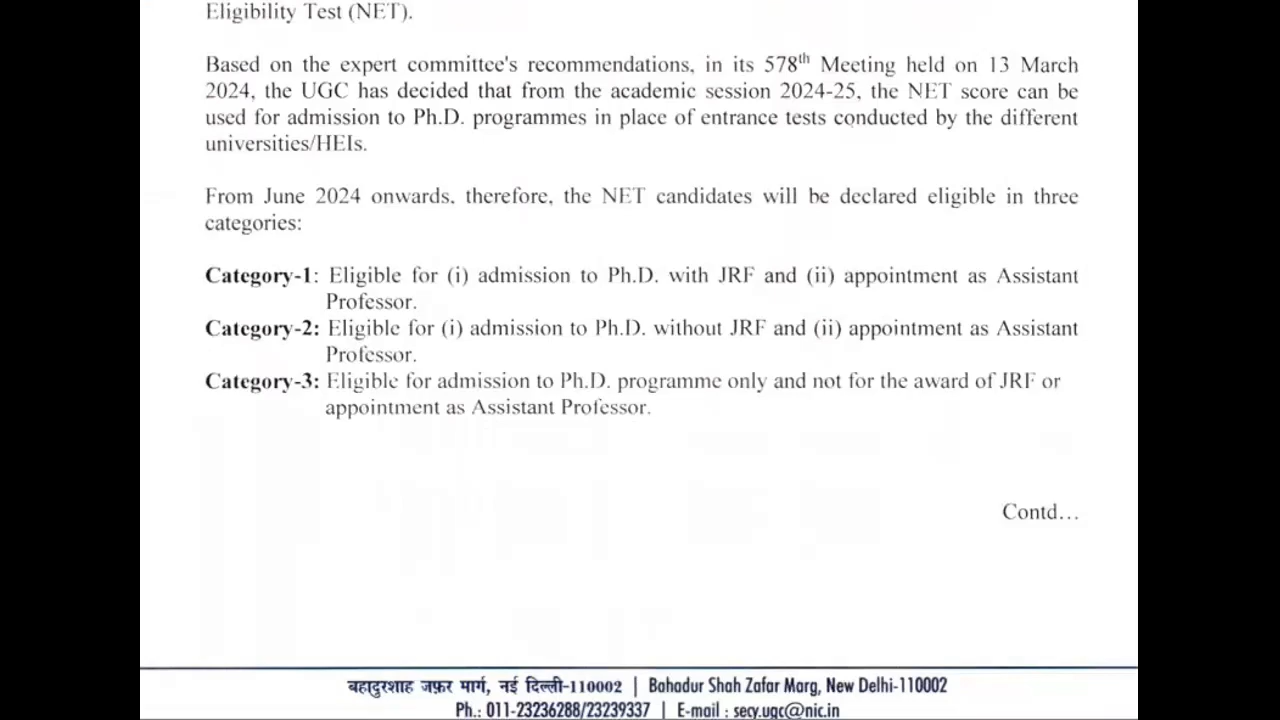 Eligibility Test (NET).
Based on the expert committee's recommendations, in its 578th Meeting held on 13 March
2024, the UGC has decided that from the academic session 2024-25, the NET score can be
used for admission to Ph.D. programmes in place of entrance tests conducted by the different
universities/HEIs.
From June 2024 onwards, therefore, the NET candidates will be declared eligible in three
categories:
Category-1: Eligible for (i) admission to Ph.D. with JRF and (ii) appointment as Assistant
Professor.
Category-2: Eligible for (i) admission to Ph.D. without JRF and (ii) appointment as Assistant
Professor.
Category-3: Eligible for admission to Ph.D. programme only and not for the award of JRF or
appointment as Assistant Professor.
Contd...
बहादुरशाह ज़फ़र मार्ग, नई दिल्ली-110002 | Bahadur Shah Zafar Marg, New Delhi-110002
Ph.: 011-23236288/23239337 | E-mail : secy.ugc@nic.in